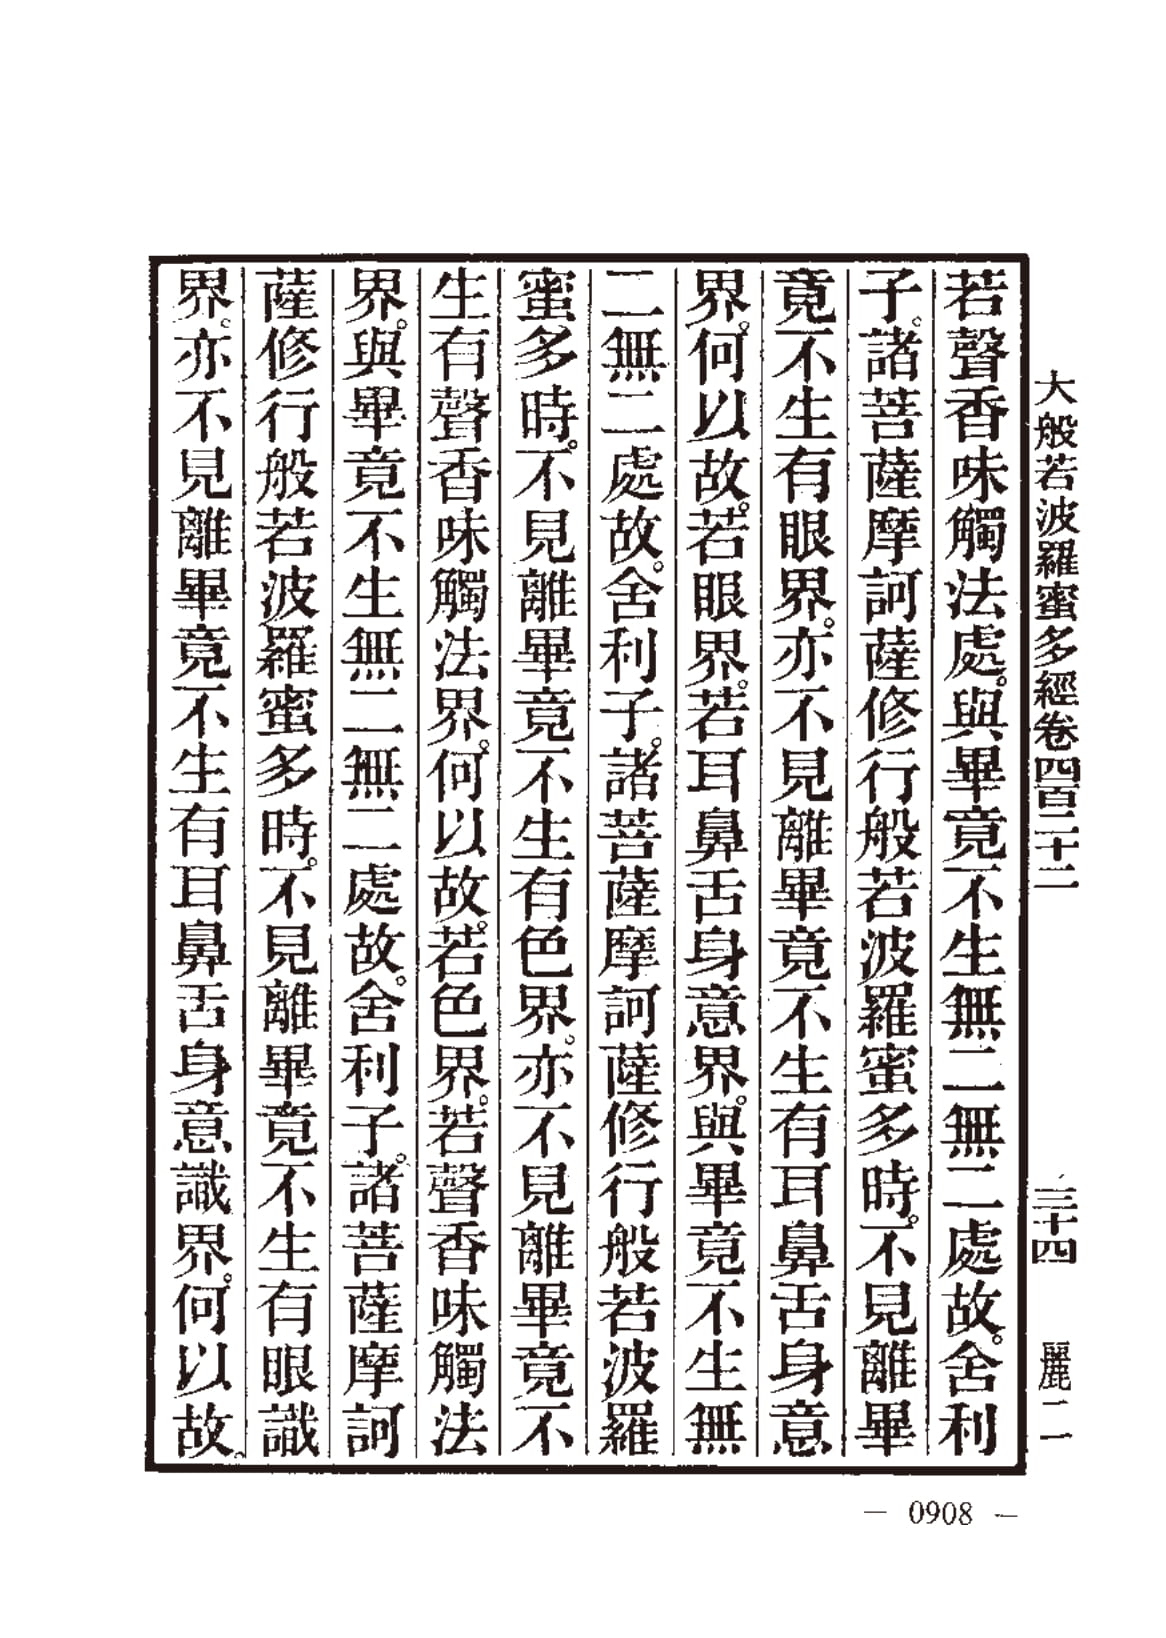 大般若波羅蜜多經卷四百二十二 三十四 麗二
若聲香味觸法處。與畢竟不生無二無二處故。舍利
子。諸菩薩摩訶薩修行般若波羅蜜多時。不見離畢
竟不生有眼界。亦不見離畢竟不生有耳鼻舌身意
界。何以故。若眼界。若耳鼻舌身意界。與畢竟不生無
二無二處故。舍利子。諸菩薩摩訶薩修行般若波羅
蜜多時。不見離畢竟不生有色界。亦不見離畢竟不
生有聲香味觸法界。何以故。若色界。若聲香味觸法
界。與畢竟不生無二無二處故。舍利子。諸菩薩摩訶
薩修行般若波羅蜜多時。不見離畢竟不生有眼識
界。亦不見離畢竟不生有耳鼻舌身意識界。何以故。
— 0908 —